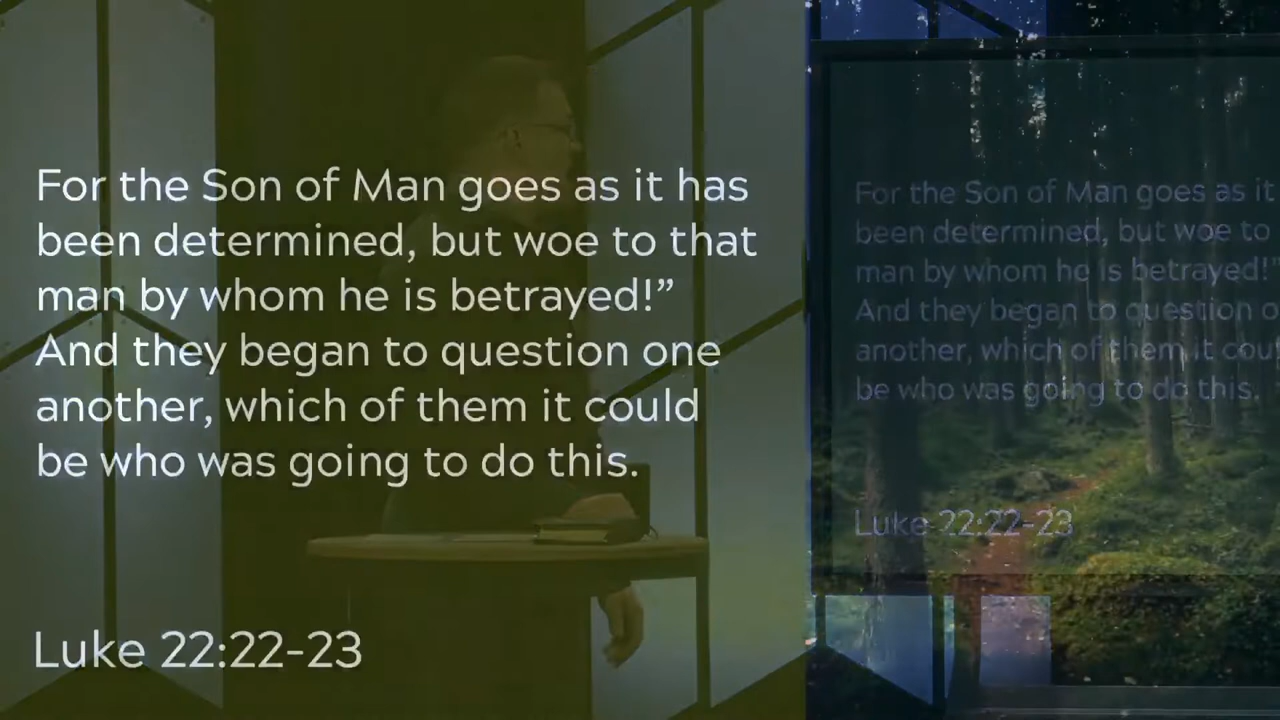 For the Son of Man goes as it has
been determined, but woe to that
man by whom he is betrayed!”
And they began to question one
another, which of them it could
be who was going to do this.
Luke 22:22-23
For the Son of Man goes as it
been determined, but woe to
man by whom he is betrayed!”
And they began to question
another, which of them it
be who was going to do this.
Luke 22:22-23